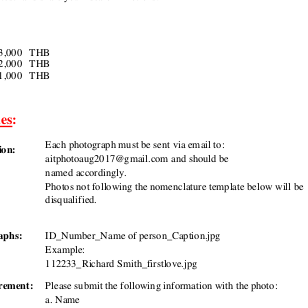 3,000 THB
2,000 THB
1,000 THB
es:
ion: Each photograph must be sent via email to:
aitphotoaug2017@gmail.com and should be
named accordingly.
Photos not following the nomenclature template below will be
disqualified.
aphs: ID_Number_Name of person_Caption.jpg
Example:
112233_Richard Smith_firstlove.jpg
rement: Please submit the following information with the photo:
a. Name